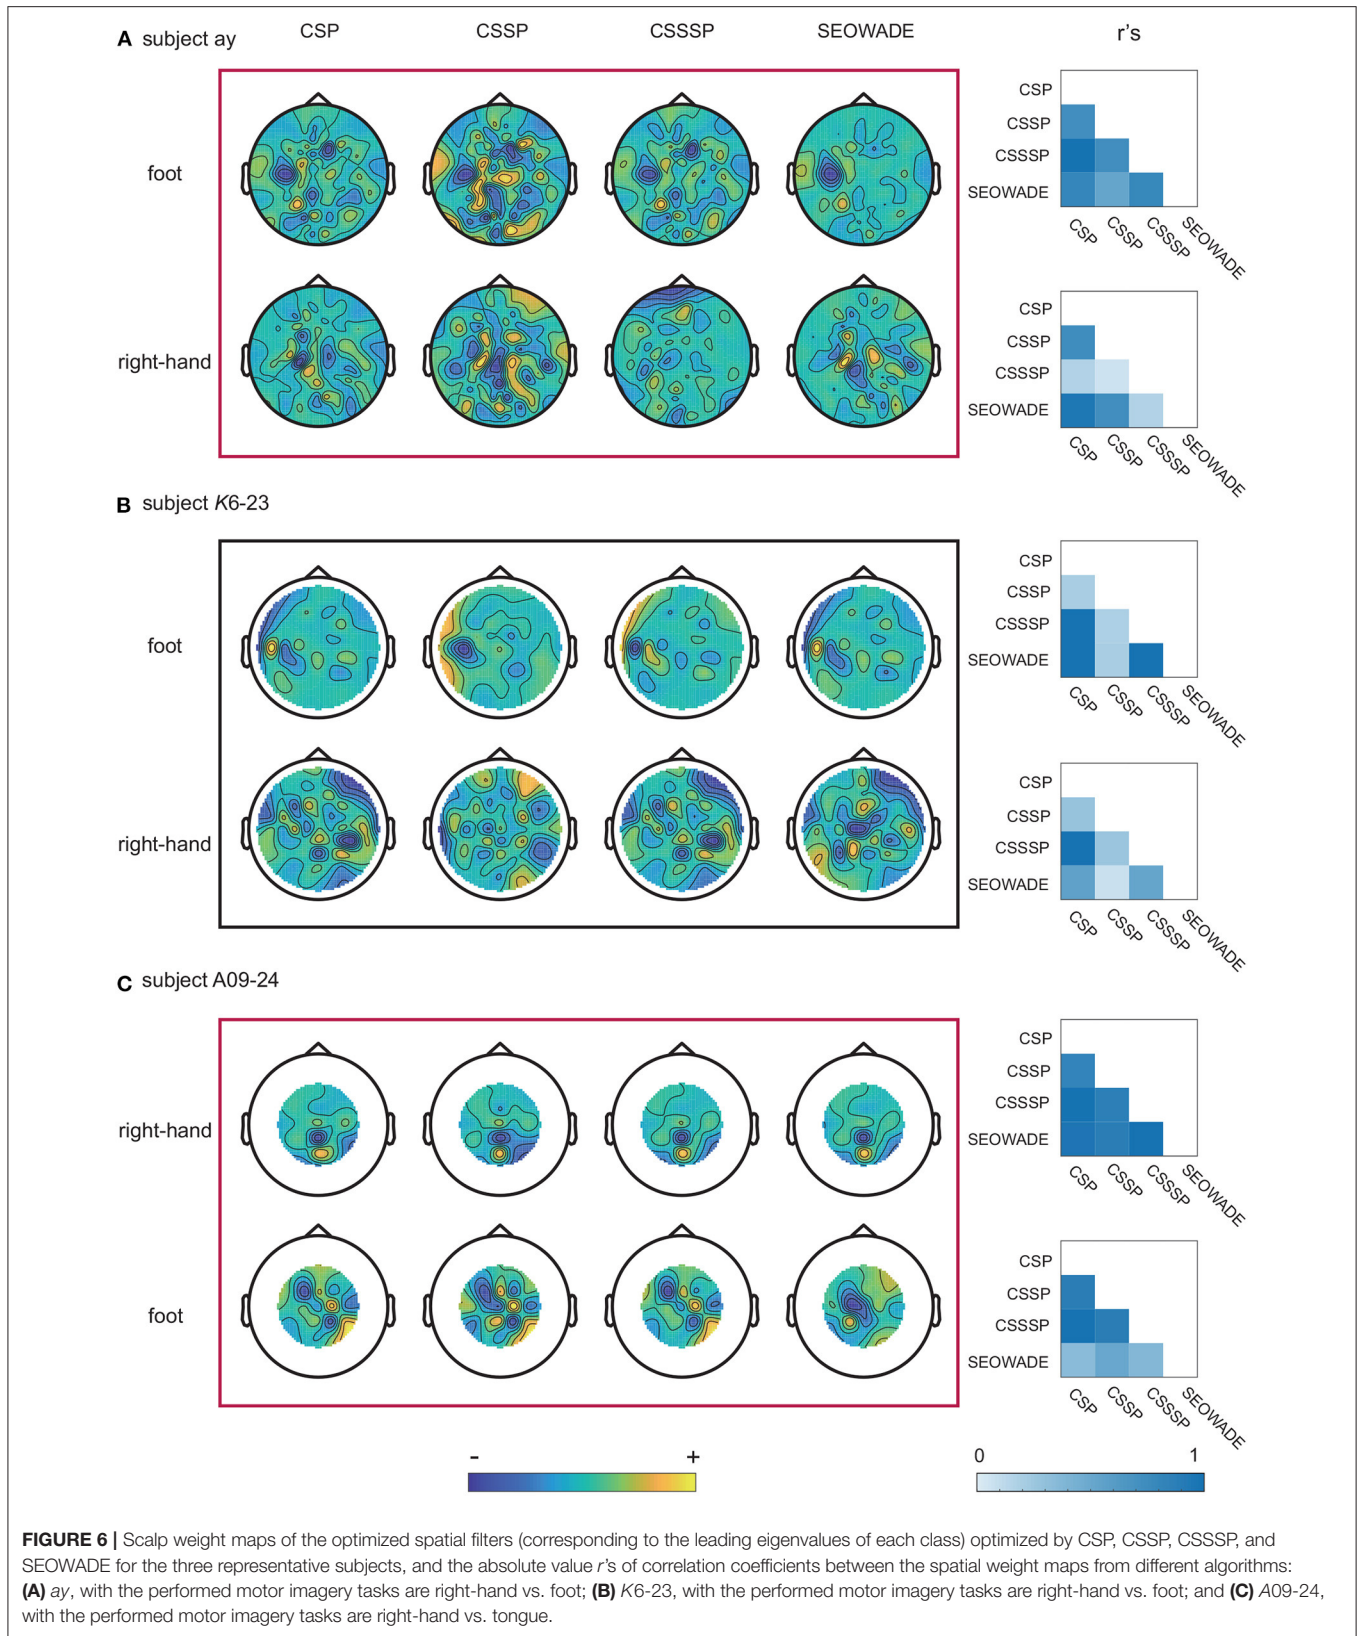 A subject ay CSP CSSP CSSSP SEOWADE r's
foot
CSP
CSSP
CSSSP
SEOWADE
CSP CSSP CSSSP SEOWADE
right-hand
CSP
CSSP
CSSSP
SEOWADE
CSP CSSP CSSSP SEOWADE
B subject K6-23
foot
CSP
CSSP
CSSSP
SEOWADE
CSP CSSP CSSSP SEOWADE
right-hand
CSP
CSSP
CSSSP
SEOWADE
CSP CSSP CSSSP SEOWADE
C subject A09-24
right-hand
CSP
CSSP
CSSSP
SEOWADE
CSP CSSP CSSSP SEOWADE
foot
CSP
CSSP
CSSSP
SEOWADE
CSP CSSP CSSSP SEOWADE
- + 0 1
FIGURE 6 | Scalp weight maps of the optimized spatial filters (corresponding to the leading eigenvalues of each class) optimized by CSP, CSSP, CSSSP, and
SEOWADE for the three representative subjects, and the absolute value r's of correlation coefficients between the spatial weight maps from different algorithms:
(A) ay, with the performed motor imagery tasks are right-hand vs. foot; (B) K6-23, with the performed motor imagery tasks are right-hand vs. foot; and (C) A09-24,
with the performed motor imagery tasks are right-hand vs. tongue.